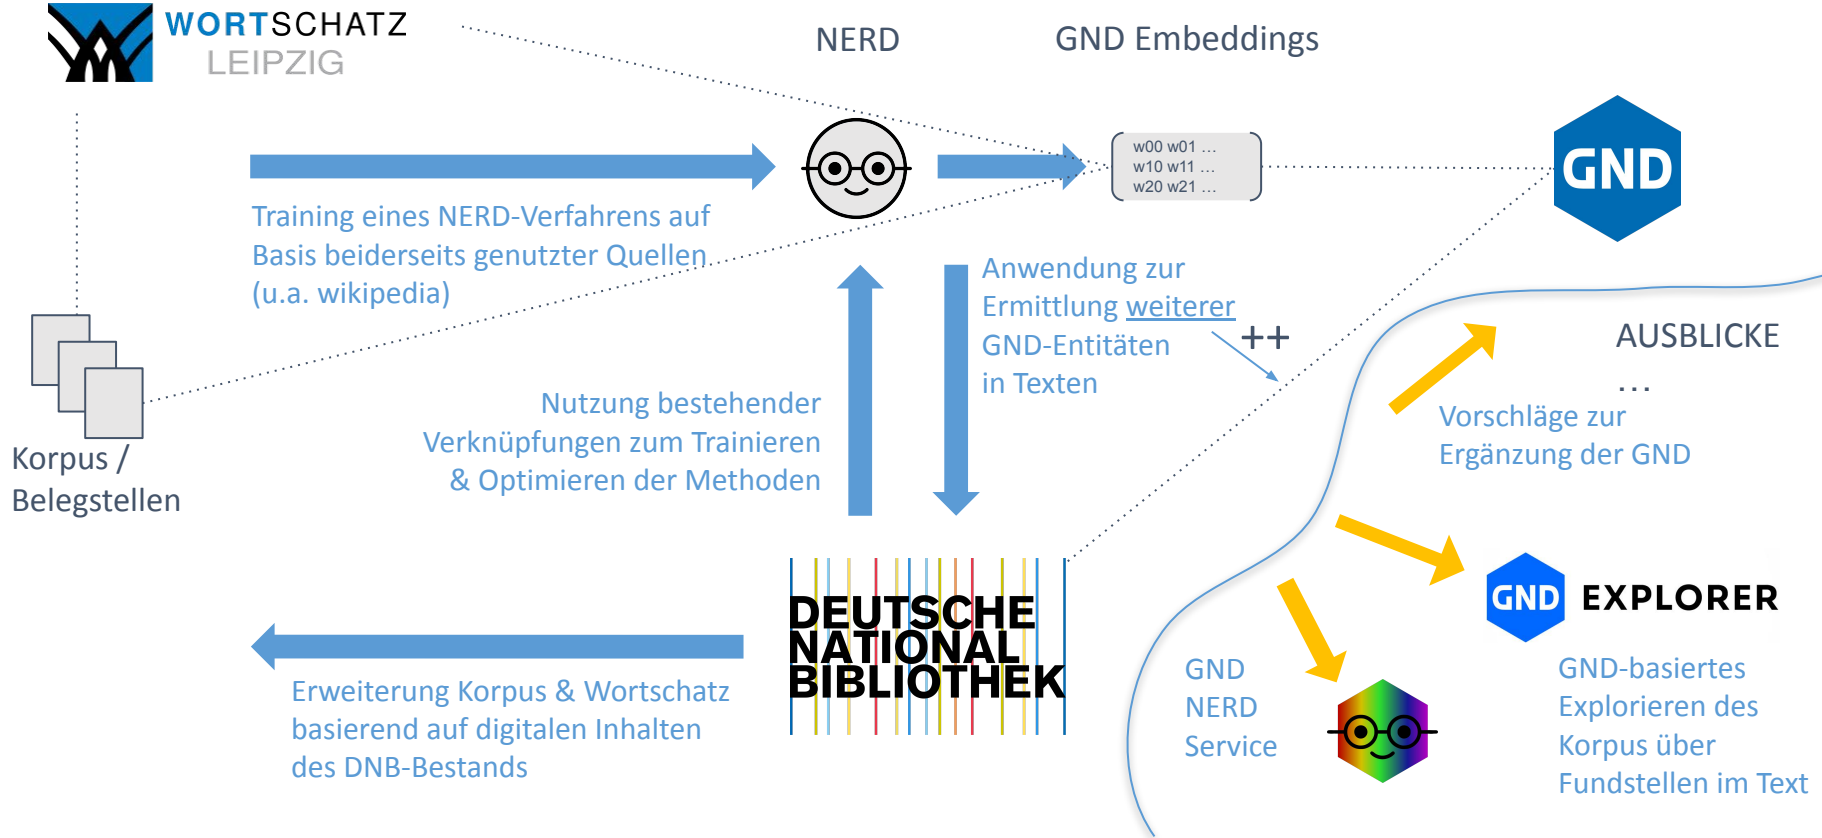 WORTSCHATZ
LEIPZIG
NERD
GND Embeddings
w00 w01 ...
w10 w11 ...
w20 w21 ...
GND
Training eines NERD-Verfahrens auf
Basis beiderseits genutzter Quellen
(u.a. wikipedia)
Anwendung zur
Ermittlung weiterer
GND-Entitäten
in Texten
++
AUSBLICKE
...
Vorschläge zur
Ergänzung der GND
Nutzung bestehender
Verknüpfungen zum Trainieren
& Optimieren der Methoden
Korpus /
Belegstellen
DEUTSCHE
NATIONAL
BIBLIOTHEK
Erweiterung Korpus & Wortschatz
basierend auf digitalen Inhalten
des DNB-Bestands
GND EXPLORER
GND
NERD
Service
GND-basiertes
Explorieren des
Korpus über
Fundstellen im Text